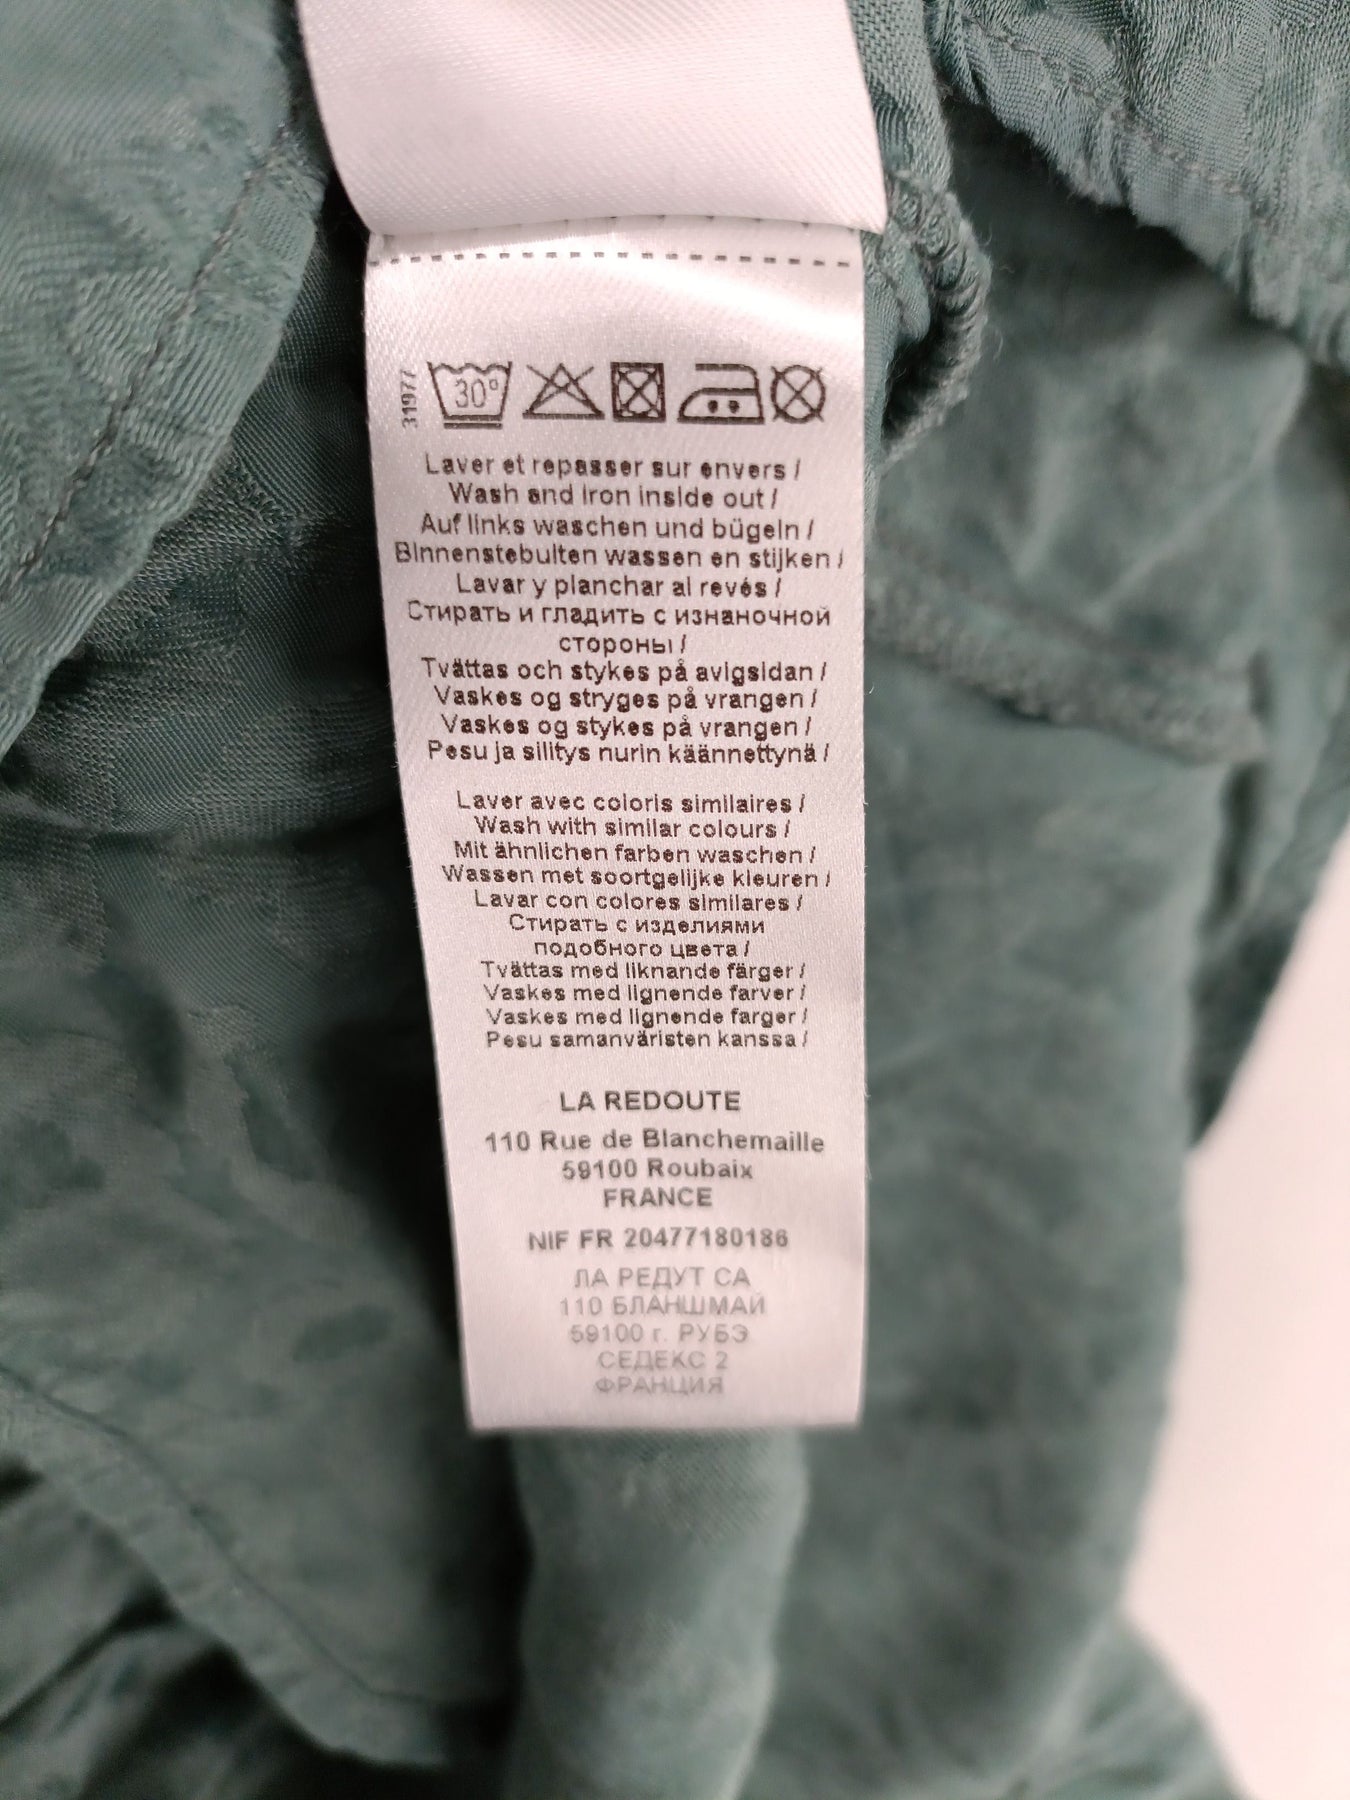 31977
30°
Laver et repasser sur envers /
Wash and iron inside out /
Auf links waschen und bügeln /
Binnenstebuiten wassen en stijken /
Lavar y planchar al revés /
Стирать и гладить с изнаночной
стороны /
Tvättas och stykes på avigsidan /
Vaskes og stryges på vrangen /
Vaskes og stykes på vrangen /
Pesu ja silitys nurin käännettynä /
Laver avec coloris similaires /
Wash with similar colours /
Mit ähnlichen farben waschen /
Wassen met soortgelijke kleuren /
Lavar con colores similares /
Стирать с изделиями
подобного цвета /
Tvättas med liknande färger /
Vaskes med lignende farver /
Vaskes med lignende farger /
Pesu samanväristen kanssa /
LA REDOUTE
110 Rue de Blanchemaille
59100 Roubaix
FRANCE
NIF FR 20477180186
ЛА РЕДУТ СА
110 БЛАНШМАЙ
59100 г. РУБЭ
СЕДЕКС 2
ФРАНЦИЯ